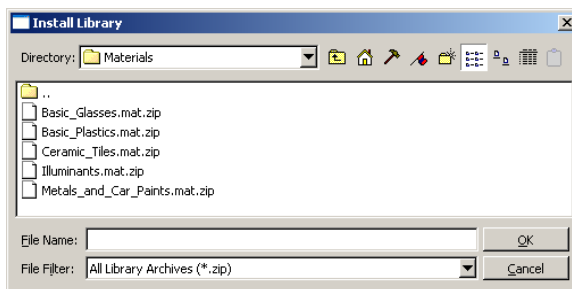 Install Library
Directory: Materials
..
Basic_Glasses.mat.zip
Basic_Plastics.mat.zip
Ceramic_Tiles.mat.zip
Illuminants.mat.zip
Metals_and_Car_Paints.mat.zip
File Name: OK
File Filter: All Library Archives (*.zip) Cancel